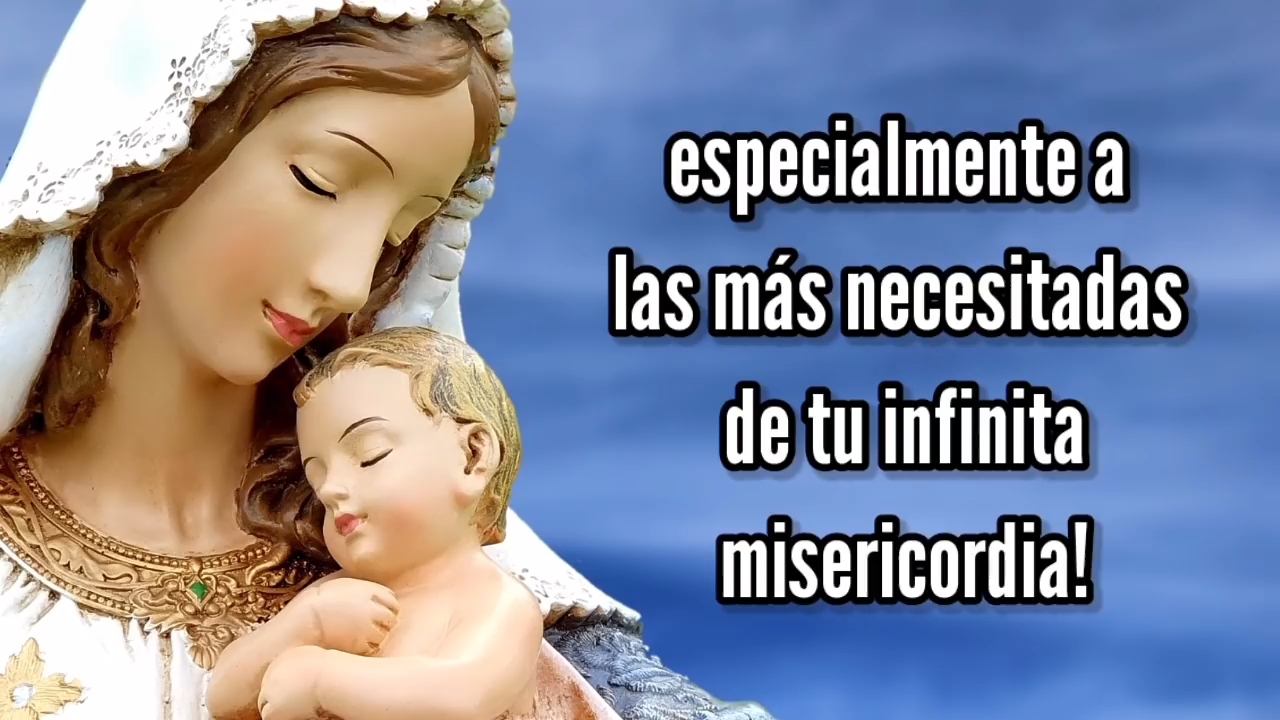 especialmente a
las más necesitadas
de tu infinita
misericordia!